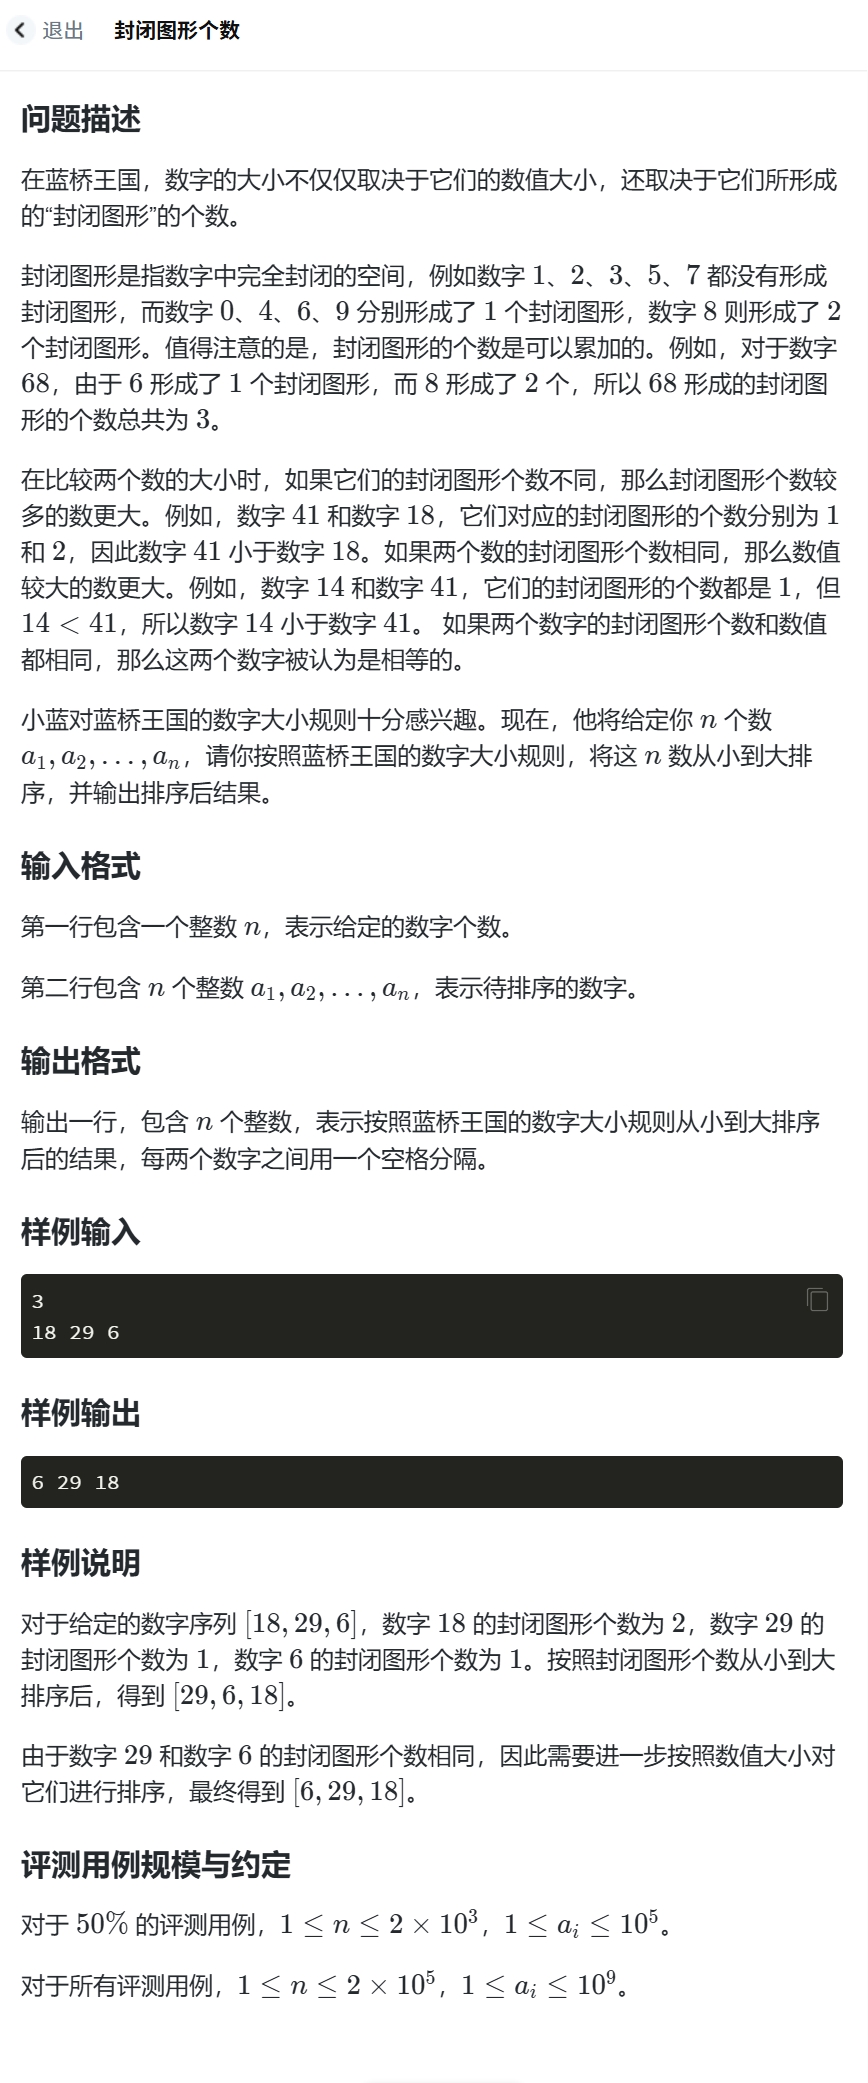 退出 封闭图形个数
问题描述
在蓝桥王国，数字的大小不仅仅取决于它们的数值大小，还取决于它们所形成
的“封闭图形”的个数。
封闭图形是指数字中完全封闭的空间，例如数字 1、2、3、5、7 都没有形成
封闭图形，而数字 0、4、6、9 分别形成了 1 个封闭图形，数字 8 则形成了 2
个封闭图形。值得注意的是，封闭图形的个数是可以累加的。例如，对于数字
68，由于 6 形成了 1 个封闭图形，而 8 形成了 2 个，所以 68 形成的封闭图
形的个数总共为 3。
在比较两个数的大小时，如果它们的封闭图形个数不同，那么封闭图形个数较
多的数更大。例如，数字 41 和数字 18，它们对应的封闭图形的个数分别为 1
和 2，因此数字 41 小于数字 18。如果两个数的封闭图形个数相同，那么数值
较大的数更大。例如，数字 14 和数字 41，它们的封闭图形的个数都是 1，但
14 < 41，所以数字 14 小于数字 41。 如果两个数字的封闭图形个数和数值
都相同，那么这两个数字被认为是相等的。
小蓝对蓝桥王国的数字大小规则十分感兴趣。现在，他将给定你 n 个数
a₁, a₂, . . . , aₙ，请你按照蓝桥王国的数字大小规则，将这 n 数从小到大排
序，并输出排序后结果。
输入格式
第一行包含一个整数 n，表示给定的数字个数。
第二行包含 n 个整数 a₁, a₂, . . . , aₙ，表示待排序的数字。
输出格式
输出一行，包含 n 个整数，表示按照蓝桥王国的数字大小规则从小到大排序
后的结果，每两个数字之间用一个空格分隔。
样例输入
3
18 29 6
样例输出
6 29 18
样例说明
对于给定的数字序列 [18, 29, 6]，数字 18 的封闭图形个数为 2，数字 29 的
封闭图形个数为 1，数字 6 的封闭图形个数为 1。按照封闭图形个数从小到大
排序后，得到 [29, 6, 18]。
由于数字 29 和数字 6 的封闭图形个数相同，因此需要进一步按照数值大小对
它们进行排序，最终得到 [6, 29, 18]。
评测用例规模与约定
对于 50% 的评测用例，1 ≤ n ≤ 2 × 10³，1 ≤ aᵢ ≤ 10⁵。
对于所有评测用例，1 ≤ n ≤ 2 × 10⁵，1 ≤ aᵢ ≤ 10⁹。